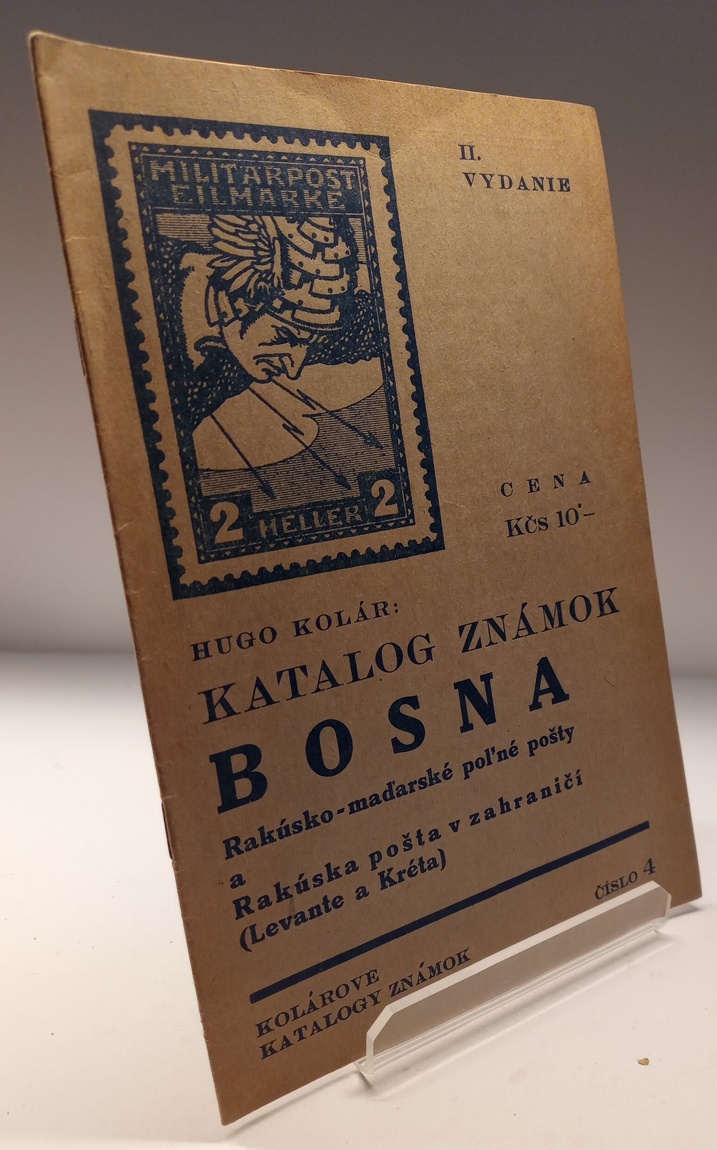 MILITÄRPOST
EILMARKE
2 HELLER 2
II.
VYDANIE
CENA
Kčs 10·–
HUGO KOLÁR:
KATALOG ZNÁMOK
BOSNA
Rakúsko-maďarské poľné pošty
a
Rakúska pošta v zahraničí
(Levante a Kréta)
ČÍSLO 4
KOLÁROVE
KATALOGY ZNÁMOK